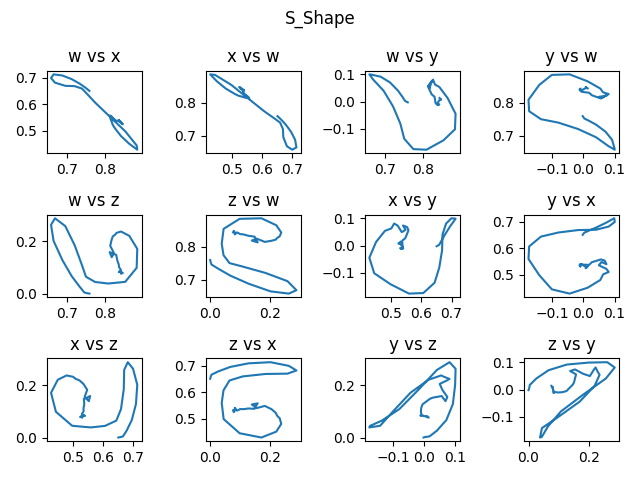 S_Shape
w vs x
x vs w
w vs y
y vs w
0.7
0.6
0.5
0.7 0.8
0.8
0.7
0.5 0.6 0.7
0.1
0.0
−0.1
0.7 0.8
0.8
0.7
−0.1 0.0 0.1
w vs z
z vs w
x vs y
y vs x
0.2
0.0
0.7 0.8
0.8
0.7
0.0 0.2
0.1
0.0
−0.1
0.5 0.6 0.7
0.7
0.6
0.5
−0.1 0.0 0.1
x vs z
z vs x
y vs z
z vs y
0.2
0.0
0.5 0.6 0.7
0.7
0.6
0.5
0.0 0.2
0.2
0.0
−0.1 0.0 0.1
0.1
0.0
−0.1
0.0 0.2